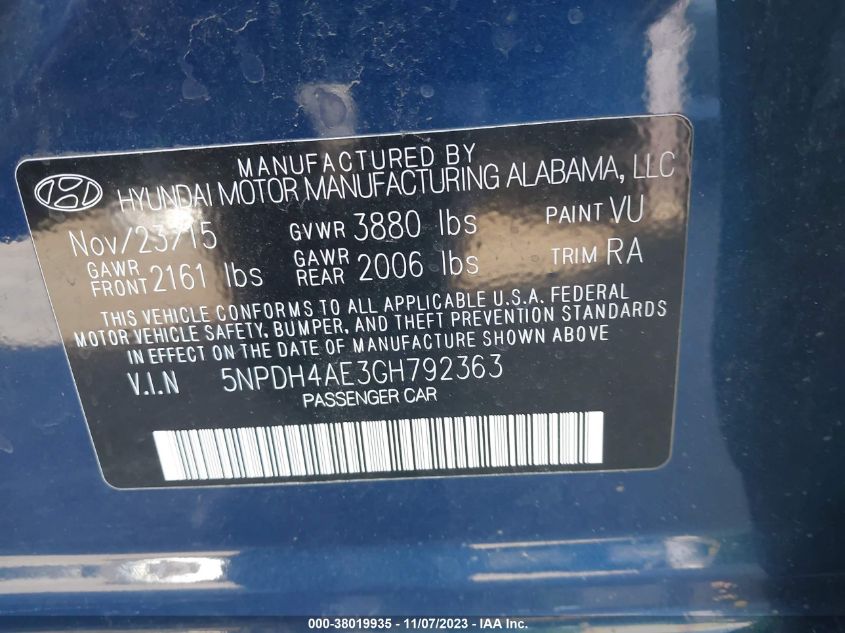 MANUFACTURED BY
HYUNDAI MOTOR MANUFACTURING ALABAMA, LLC
Nov/23/15 GVWR 3880 lbs PAINT VU
GAWR FRONT 2161 lbs GAWR REAR 2006 lbs TRIM RA
THIS VEHICLE CONFORMS TO ALL APPLICABLE U.S.A. FEDERAL
MOTOR VEHICLE SAFETY, BUMPER, AND THEFT PREVENTION STANDARDS
IN EFFECT ON THE DATE OF MANUFACTURE SHOWN ABOVE
V.I.N 5NPDH4AE3GH792363
PASSENGER CAR
000-38019935 - 11/07/2023 - IAA Inc.